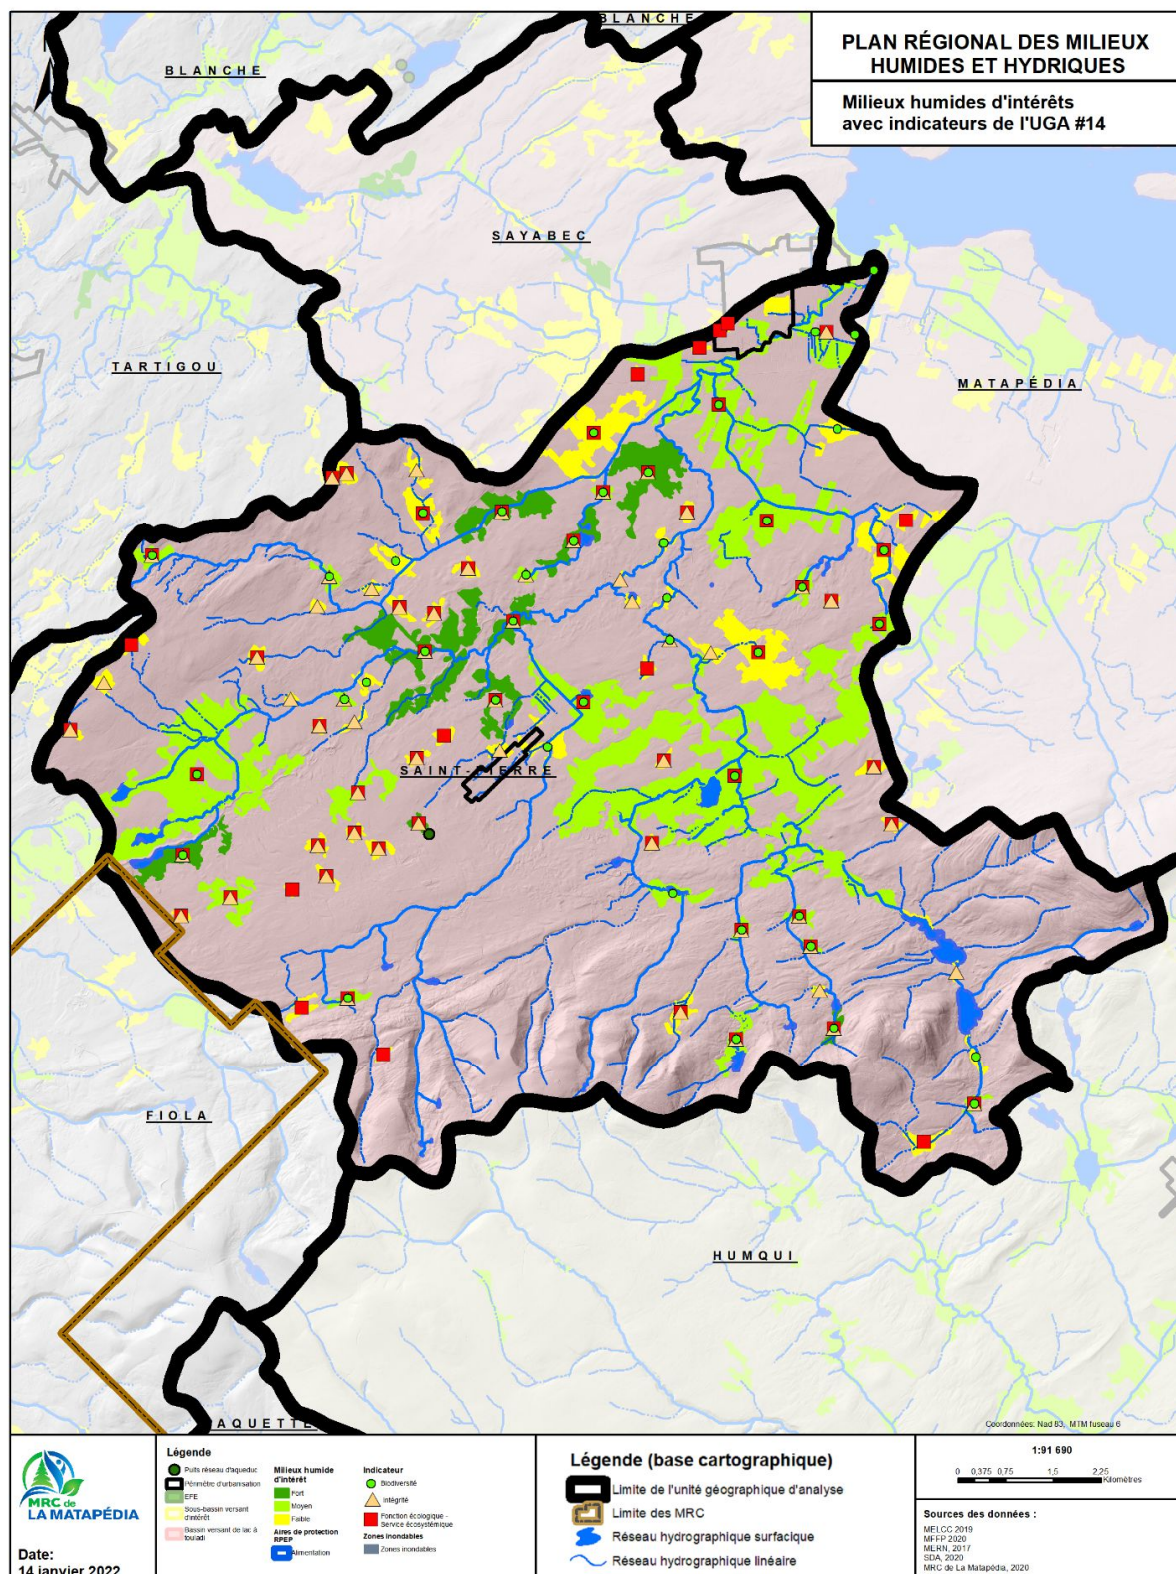 PLAN RÉGIONAL DES MILIEUX
HUMIDES ET HYDRIQUES
Milieux humides d'intérêts
avec indicateurs de l'UGA #14
BLANCHE
BLANCHE
SAYABEC
TARTIGOU
MATAPÉDIA
SAINT-PIERRE
FIOLA
HUMQUI
AQUETTE
Coordonnées: Nad 83, MTM fuseau 6
MRC de
LA MATAPÉDIA
Date:
14 janvier 2022
Légende
Puits réseau d'aqueduc
Périmètre d'urbanisation
EFE
Sous-bassin versant
d'intérêt
Bassin versant de lac à
touladi
Milieux humide
d'intérêt
Fort
Moyen
Faible
Aires de protection
RPEP
Alimentation
Indicateur
Biodiversité
Intégrité
Fonction écologique -
Service écosystémique
Zones inondables
Zones inondables
Légende (base cartographique)
Limite de l'unité géographique d'analyse
Limite des MRC
Réseau hydrographique surfacique
Réseau hydrographique linéaire
1:91 690
0 0,375 0,75 1,5 2,25
Kilomètres
Sources des données :
MELCC 2019
MFFP 2020
MERN, 2017
SDA, 2020
MRC de La Matapédia, 2020